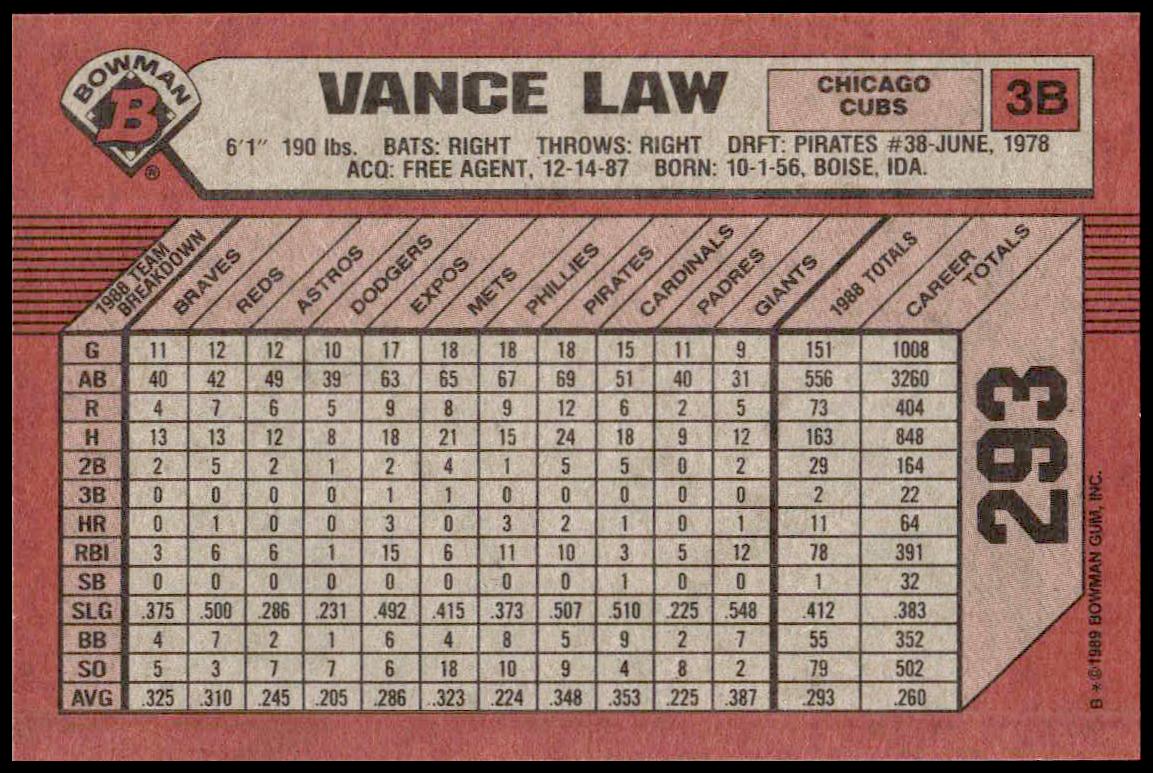 BOWMAN
B
®
VANCE LAW
CHICAGO
CUBS
3B
6'1" 190 lbs. BATS: RIGHT THROWS: RIGHT DRFT: PIRATES #38-JUNE, 1978
ACQ: FREE AGENT, 12-14-87 BORN: 10-1-56, BOISE, IDA.
1988 TEAM
BREAKDOWN
BRAVES
REDS
ASTROS
DODGERS
EXPOS
METS
PHILLIES
PIRATES
CARDINALS
PADRES
GIANTS
1988 TOTALS
CAREER
TOTALS
G 11 12 12 10 17 18 18 18 15 11 9 151 1008
AB 40 42 49 39 63 65 67 69 51 40 31 556 3260
R 4 7 6 5 9 8 9 12 6 2 5 73 404
H 13 13 12 8 18 21 15 24 18 9 12 163 848
2B 2 5 2 1 2 4 1 5 5 0 2 29 164
3B 0 0 0 0 1 1 0 0 0 0 0 2 22
HR 0 1 0 0 3 0 3 2 1 0 1 11 64
RBI 3 6 6 1 15 6 11 10 3 5 12 78 391
SB 0 0 0 0 0 0 0 0 1 0 0 1 32
SLG .375 .500 .286 .231 .492 .415 .373 .507 .510 .225 .548 .412 .383
BB 4 7 2 1 6 4 8 5 9 2 7 55 352
SO 5 3 7 7 6 18 10 9 4 8 2 79 502
AVG .325 .310 .245 .205 .286 .323 .224 .348 .353 .225 .387 .293 .260
293
B *©1989 BOWMAN GUM, INC.